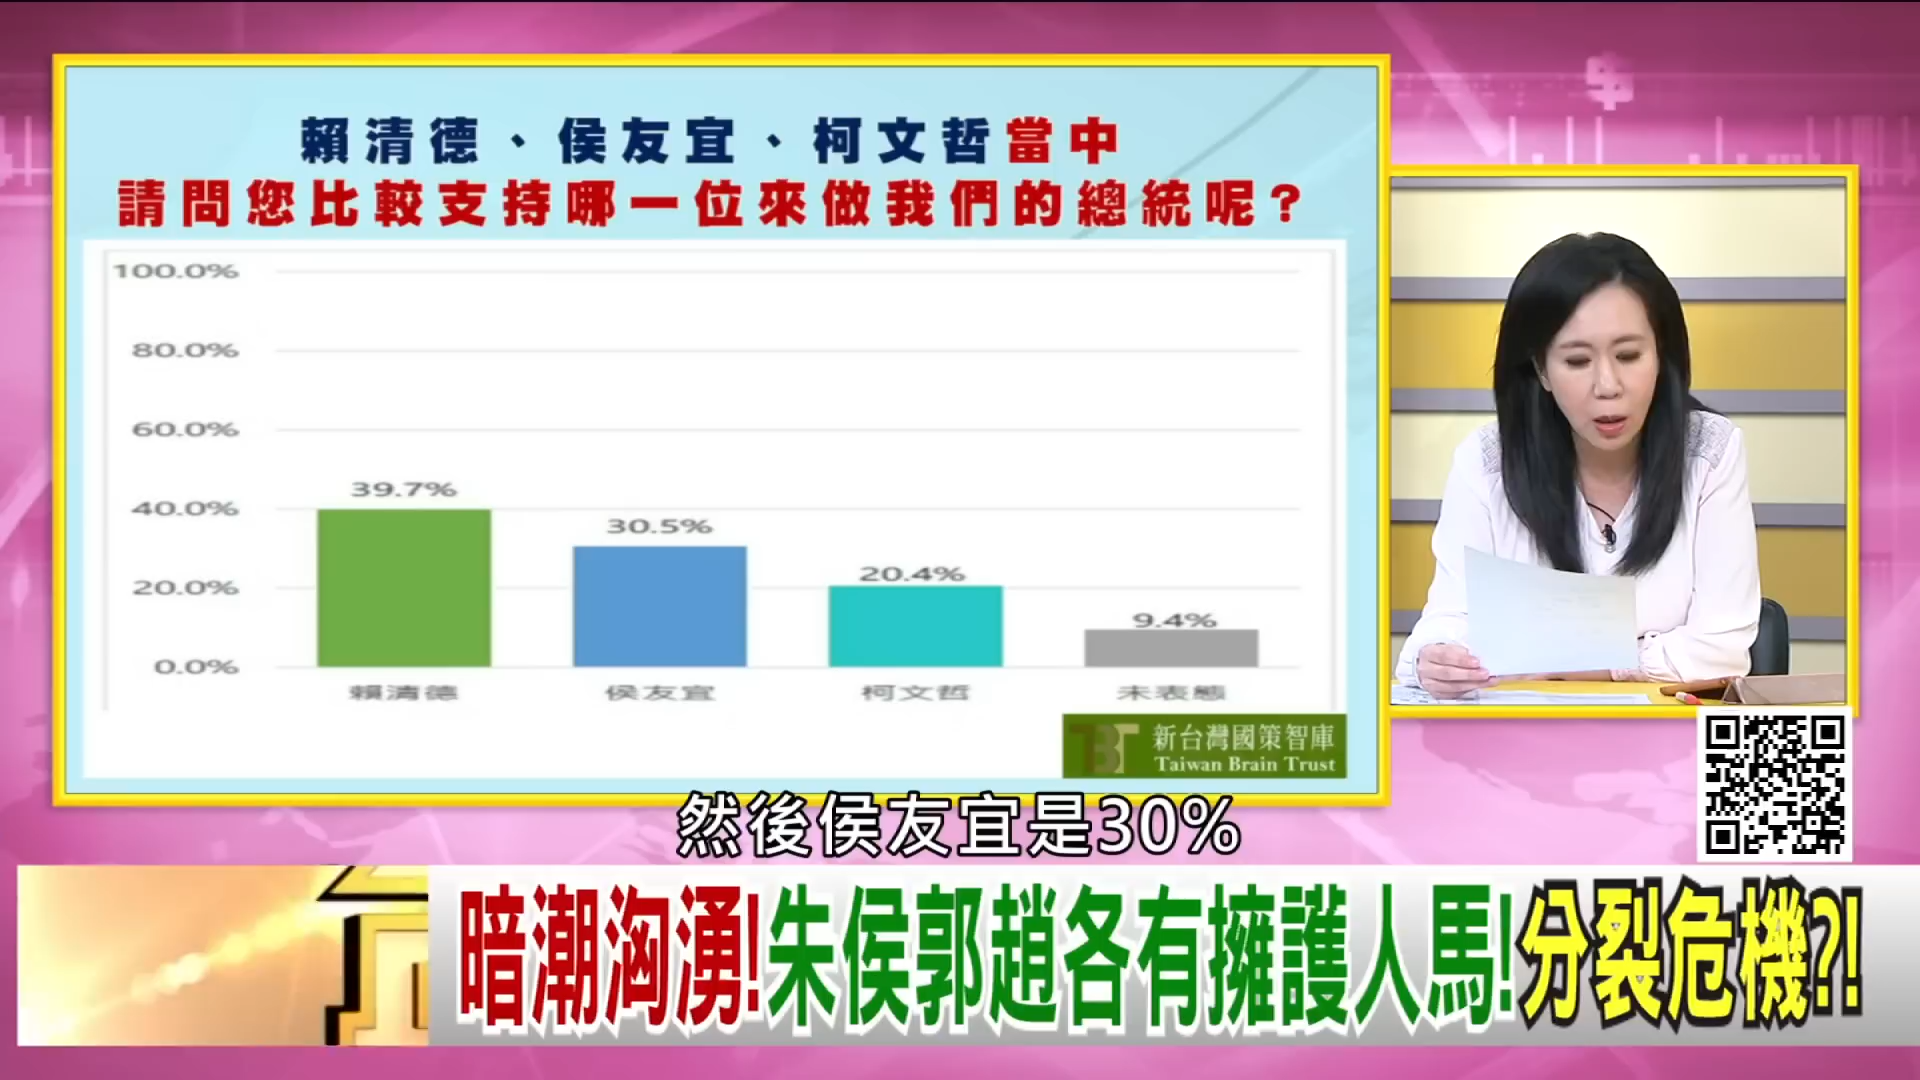 賴清德、侯友宜、柯文哲當中
請問您比較支持哪一位來做我們的總統呢?
100.0%
80.0%
60.0%
40.0%
20.0%
0.0%
39.7%
30.5%
20.4%
9.4%
賴清德
侯友宜
柯文哲
未表態
TBT
新台灣國策智庫
Taiwan Brain Trust
然後侯友宜是30%
暗潮洶湧!朱侯郭趙各有擁護人馬!分裂危機?!